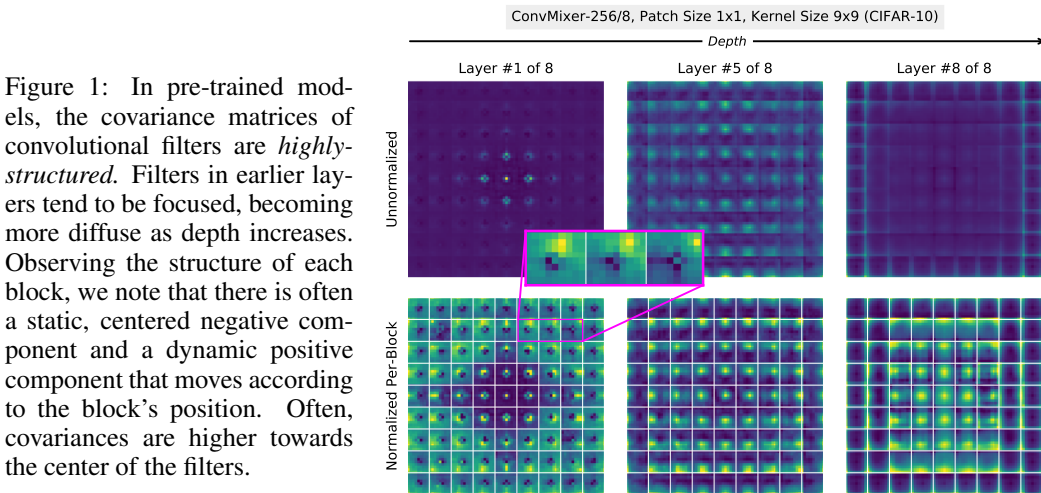 Figure 1: In pre-trained mod-
els, the covariance matrices of
convolutional filters are highly-
structured. Filters in earlier lay-
ers tend to be focused, becoming
more diffuse as depth increases.
Observing the structure of each
block, we note that there is often
a static, centered negative com-
ponent and a dynamic positive
component that moves according
to the block's position. Often,
covariances are higher towards
the center of the filters.
ConvMixer-256/8, Patch Size 1x1, Kernel Size 9x9 (CIFAR-10)
Depth
Layer #1 of 8
Layer #5 of 8
Layer #8 of 8
Unnormalized
Normalized Per-Block